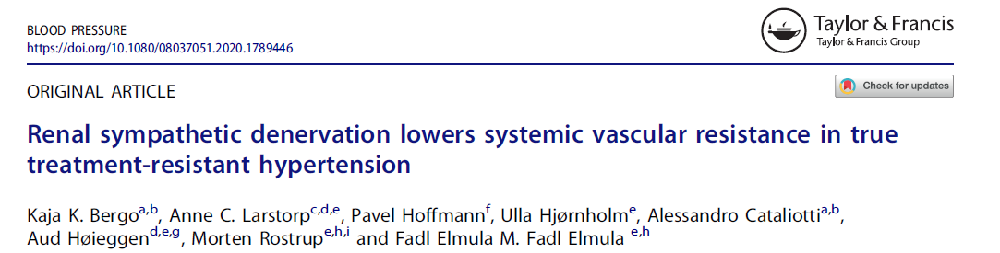 BLOOD PRESSURE
https://doi.org/10.1080/08037051.2020.1789446
Taylor & Francis
Taylor & Francis Group
ORIGINAL ARTICLE
Check for updates
Renal sympathetic denervation lowers systemic vascular resistance in true
treatment-resistant hypertension
Kaja K. Bergoa,b, Anne C. Larstorpc,d,e, Pavel Hoffmannf, Ulla Hjørnholme, Alessandro Cataliottia,b,
Aud Høieggend,e,g, Morten Rostrupe,h,i and Fadl Elmula M. Fadl Elmula e,h